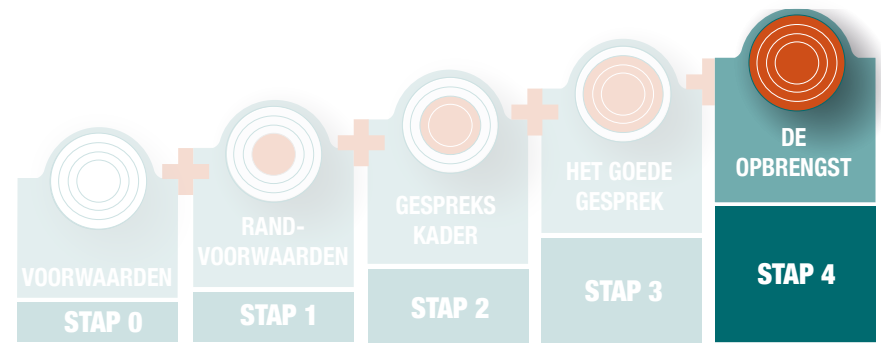 VOORWAARDEN
STAP 0
RAND-
VOORWAARDEN
STAP 1
GESPREKS
KADER
STAP 2
HET GOEDE
GESPREK
STAP 3
DE
OPBRENGST
STAP 4